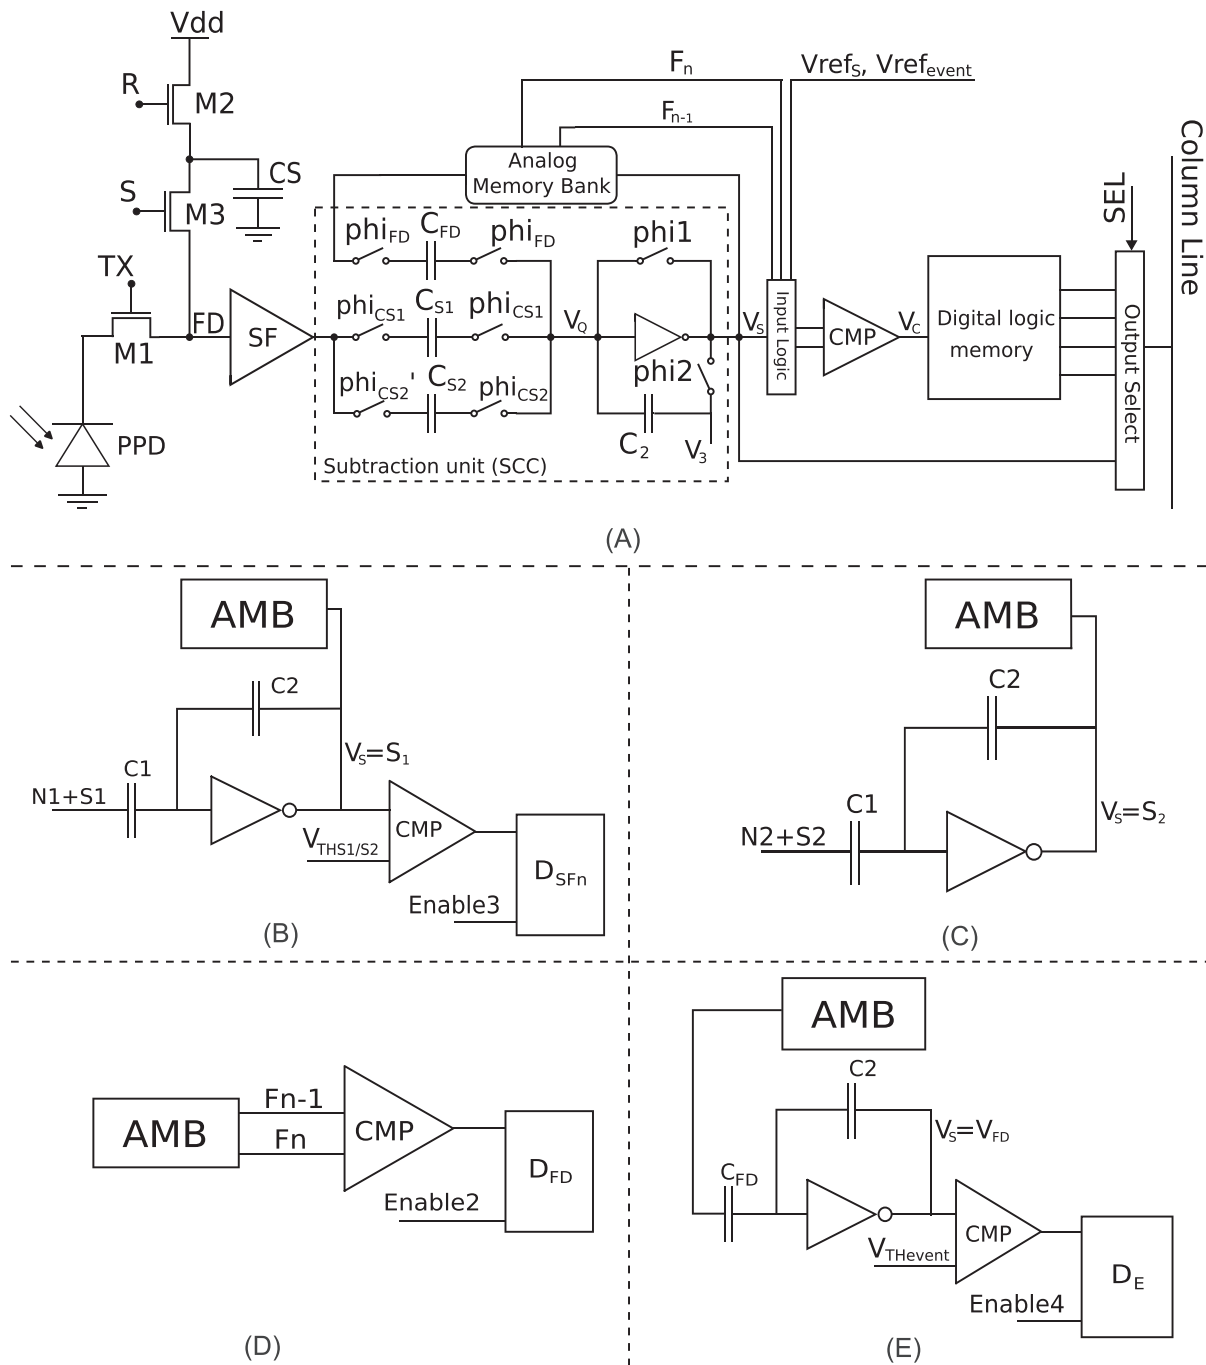 Vdd
R
M2
CS
S
M3
TX
M1
FD
SF
PPD
F_n
F_n-1
Vref_S, Vref_event
Analog
Memory Bank
phi_FD
C_FD
phi_FD
phi_CS1
C_S1
phi_CS1
phi_CS2'
C_S2
phi_CS2
Subtraction unit (SCC)
V_Q
phi1
phi2
C_2
V_3
V_S
Input Logic
CMP
V_C
Digital logic
memory
SEL
Output Select
Column Line
(A)
AMB
C2
V_S=S_1
C1
N1+S1
CMP
V_THS1/S2
D_SFn
Enable3
(B)
AMB
C2
C1
V_S=S_2
N2+S2
(C)
AMB
Fn-1
Fn
CMP
D_FD
Enable2
(D)
AMB
C2
V_S=V_FD
C_FD
CMP
V_THevent
D_E
Enable4
(E)